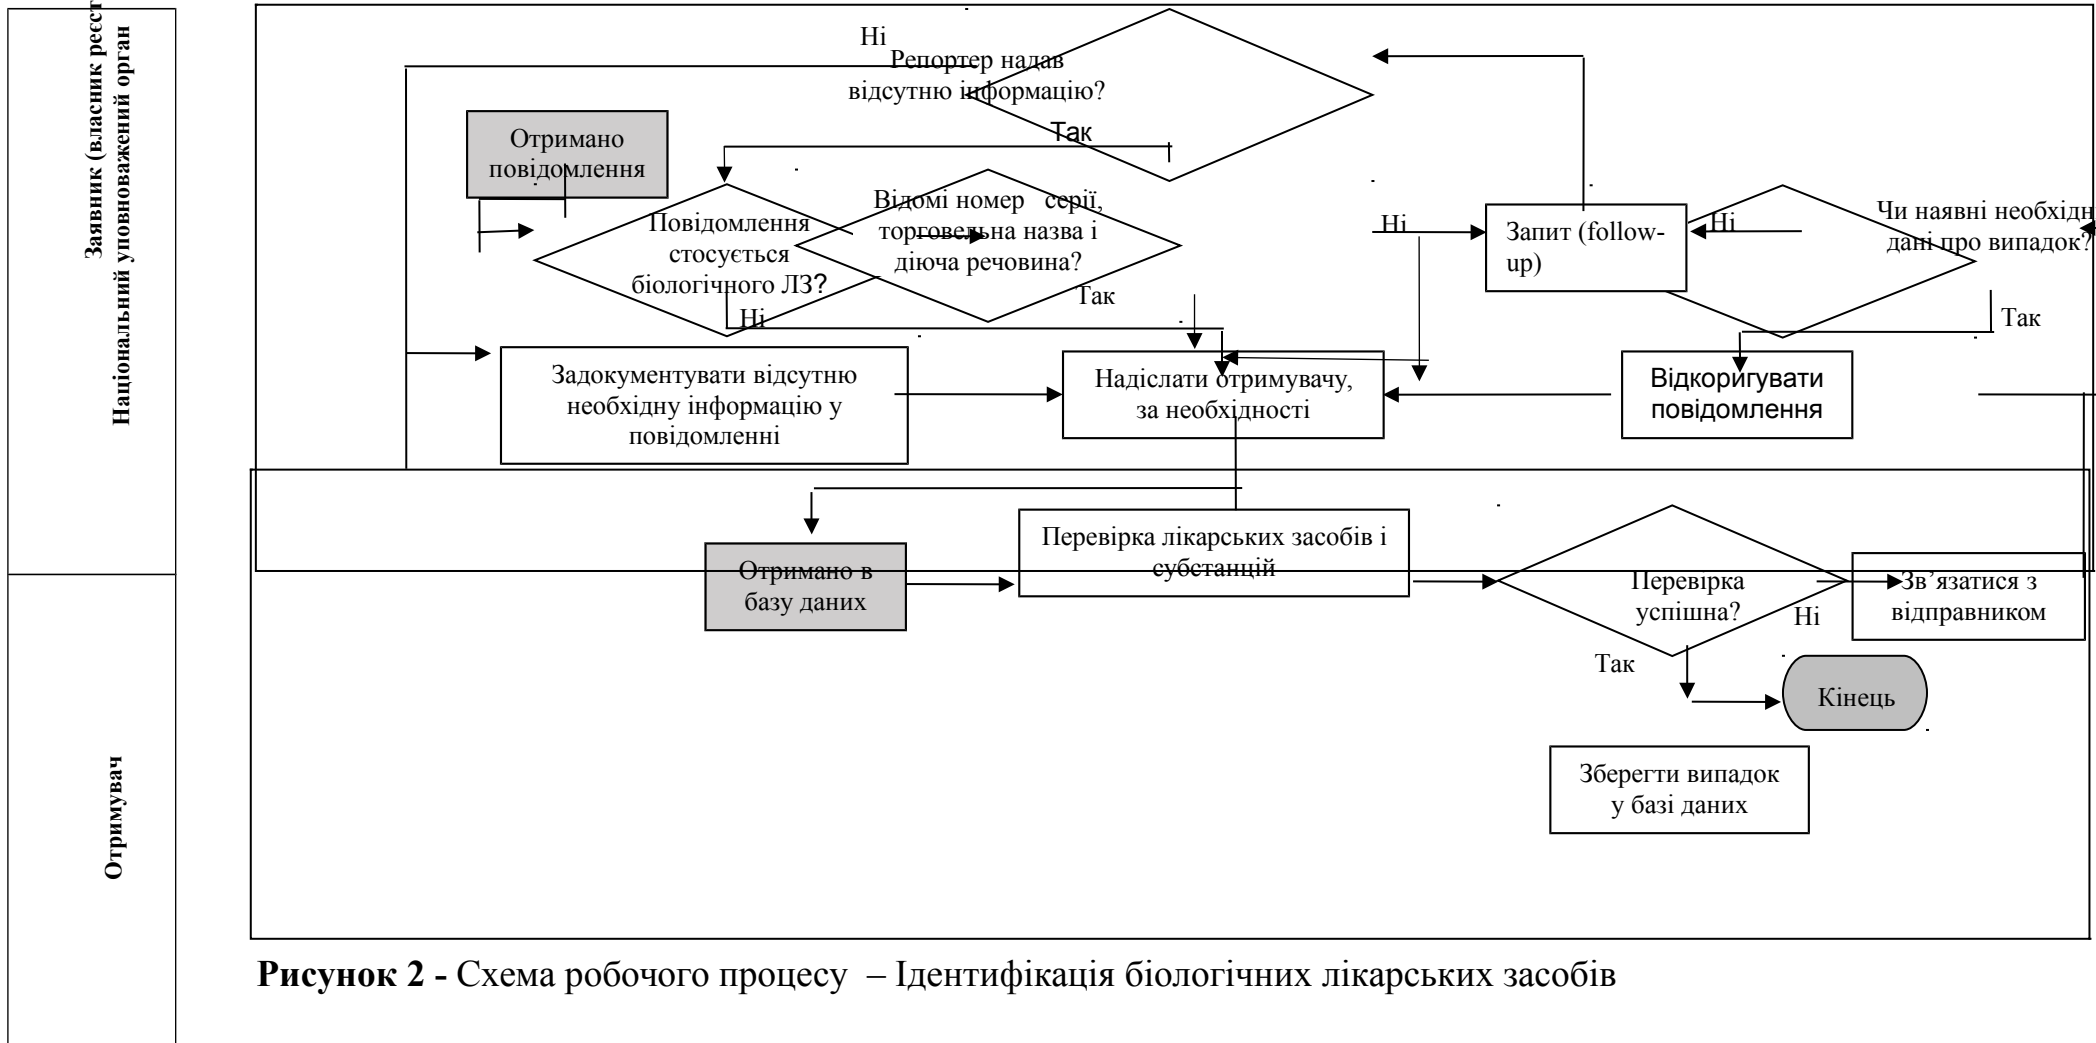 Заявник (власник реєст
Національний уповноважений орган
Ні
Репортер надав
відсутню інформацію?
Так
Отримано
повідомлення
Повідомлення
стосується
біологічного ЛЗ?
Ні
Відомі номер серії,
торговельна назва і
діюча речовина?
Так
Ні
Запит (follow-
up)
Ні
Чи наявні необхідн
дані про випадок?
Так
Задокументувати відсутню
необхідну інформацію у
повідомленні
Надіслати отримувачу,
за необхідності
Відкоригувати
повідомлення
Отримувач
Отримано в
базу даних
Перевірка лікарських засобів і
субстанцій
Перевірка
успішна?
Ні
Зв’язатися з
відправником
Так
Кінець
Зберегти випадок
у базі даних
Рисунок 2 - Схема робочого процесу – Ідентифікація біологічних лікарських засобів